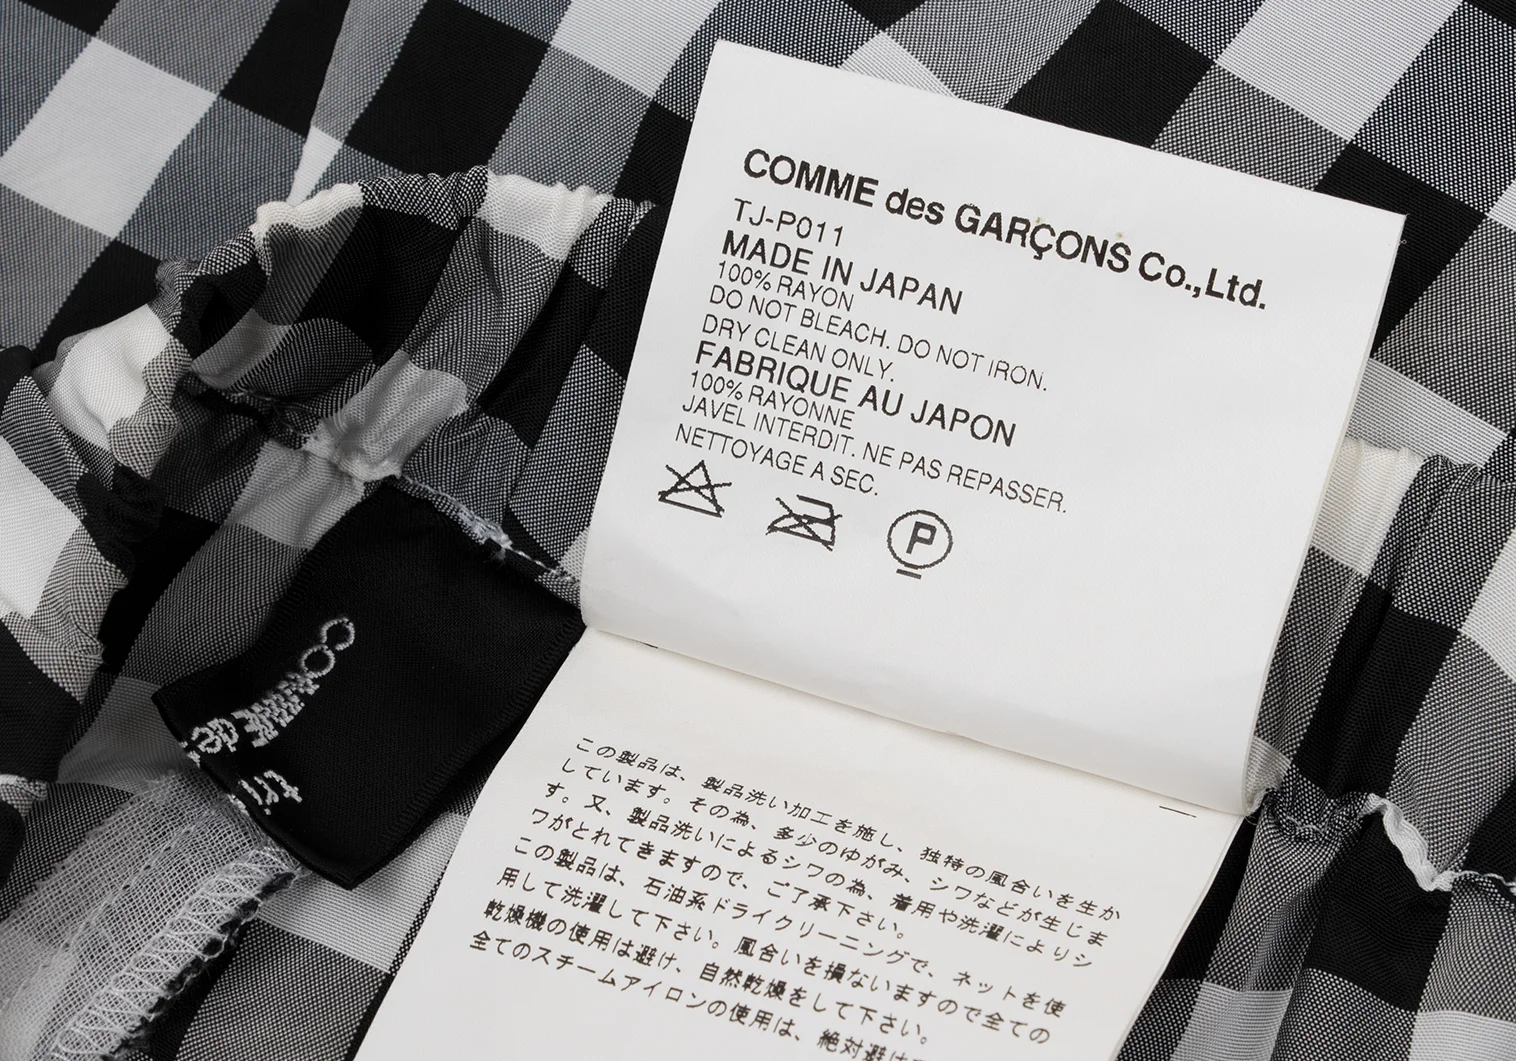 COMME des GARÇONS Co.,Ltd.
TJ-P011
MADE IN JAPAN
100% RAYON
DO NOT BLEACH. DO NOT IRON.
DRY CLEAN ONLY.
FABRIQUE AU JAPON
100% RAYONNE
JAVEL INTERDIT. NE PAS REPASSER.
NETTOYAGE A SEC.
P
この製品は、製品洗い加工を施し、独特の風合いを生か
しています。その為、多少のゆがみ、シワなどが生じま
す。又、製品洗いによるシワの為、着用や洗濯によりシ
ワがとれてきますので、ご了承下さい。
この製品は、石油系ドライクリーニングで、ネットを使
用して洗濯して下さい。風合いを損ないますので全ての
乾燥機の使用は避け、自然乾燥をして下さい。
全てのスチームアイロンの使用は、絶対避け